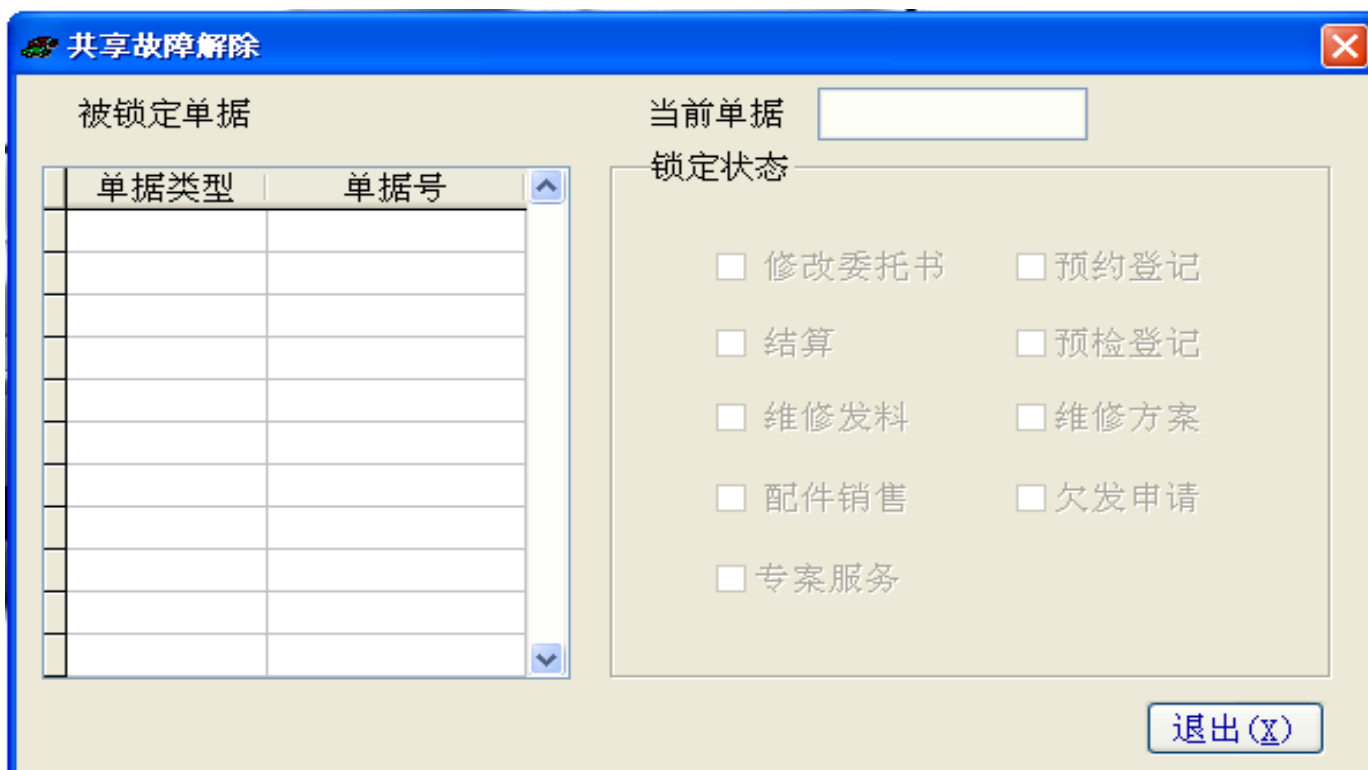 共享故障解除
被锁定单据
当前单据
单据类型 单据号
锁定状态
修改委托书 预约登记
结算 预检登记
维修发料 维修方案
配件销售 欠发申请
专案服务
退出(X)